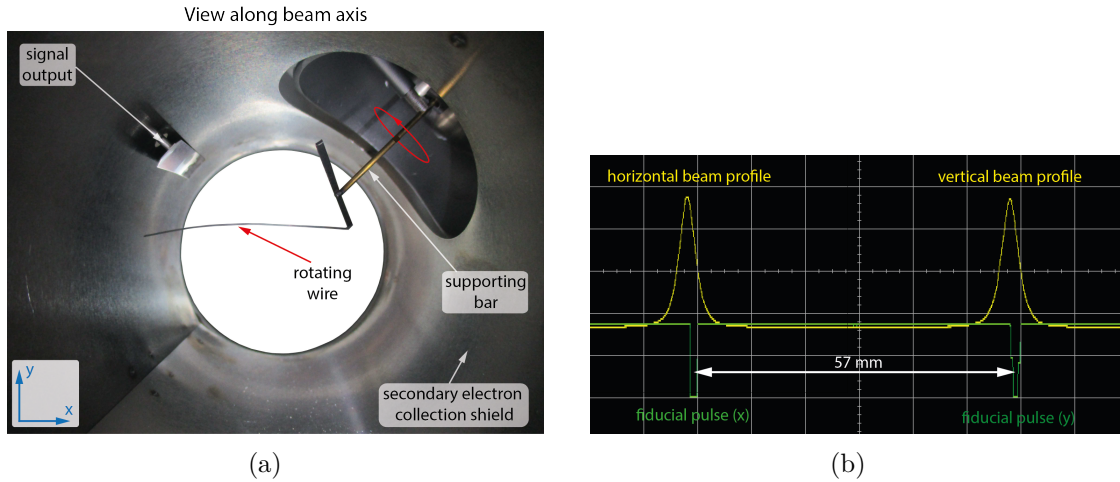 View along beam axis
signal
output
rotating
wire
supporting
bar
secondary electron
collection shield
y
x
(a)
horizontal beam profile
vertical beam profile
57 mm
fiducial pulse (x)
fiducial pulse (y)
(b)